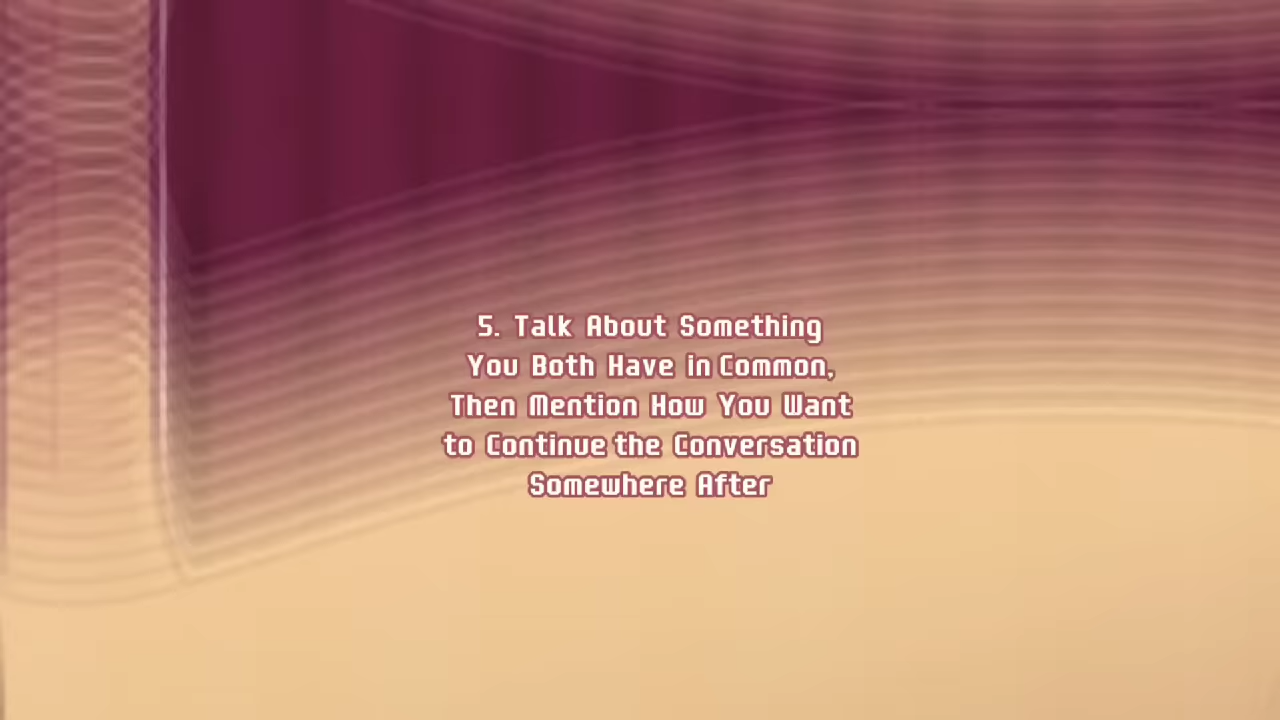 5. Talk About Something
You Both Have in Common,
Then Mention How You Want
to Continue the Conversation
Somewhere After